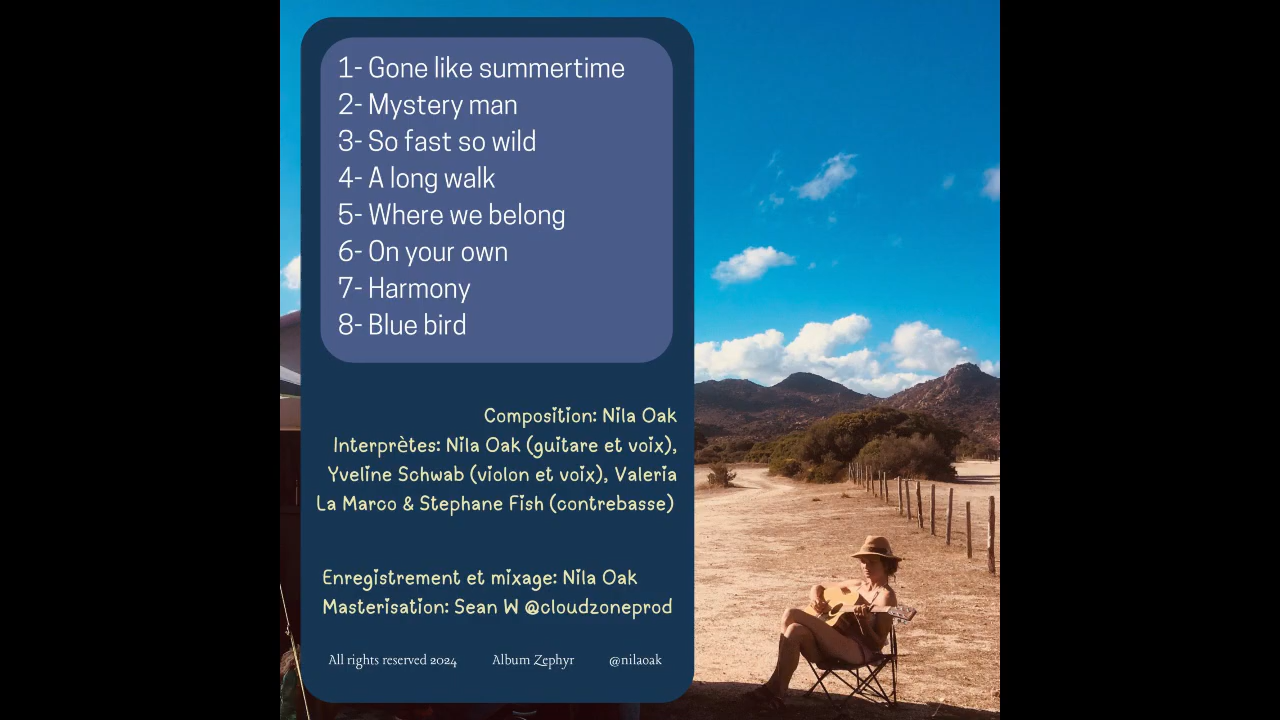 1- Gone like summertime
2- Mystery man
3- So fast so wild
4- A long walk
5- Where we belong
6- On your own
7- Harmony
8- Blue bird
Composition: Nila Oak
Interprètes: Nila Oak (guitare et voix),
Yveline Schwab (violon et voix), Valeria
La Marco & Stephane Fish (contrebasse)
Enregistrement et mixage: Nila Oak
Masterisation: Sean W @cloudzoneprod
All rights reserved 2024 Album Zephyr @nilaoak